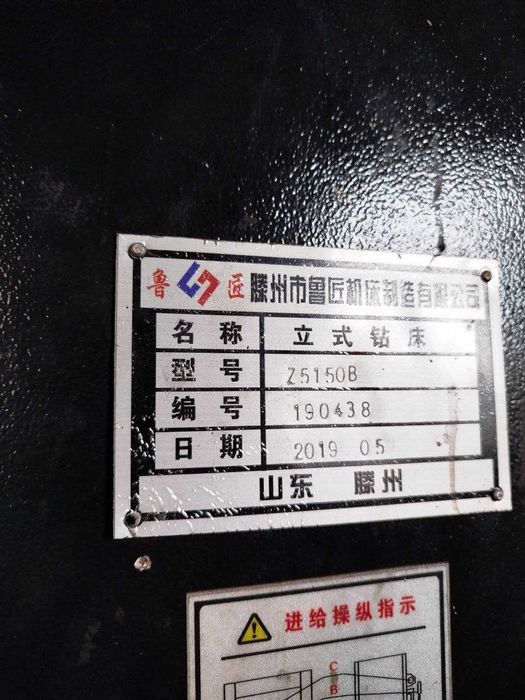 鲁匠 滕州市鲁匠机床制造有限公司
名称 立式钻床
型号 Z5150B
编号 190438
日期 2019 05
山东 滕州
进给操纵指示
C
B